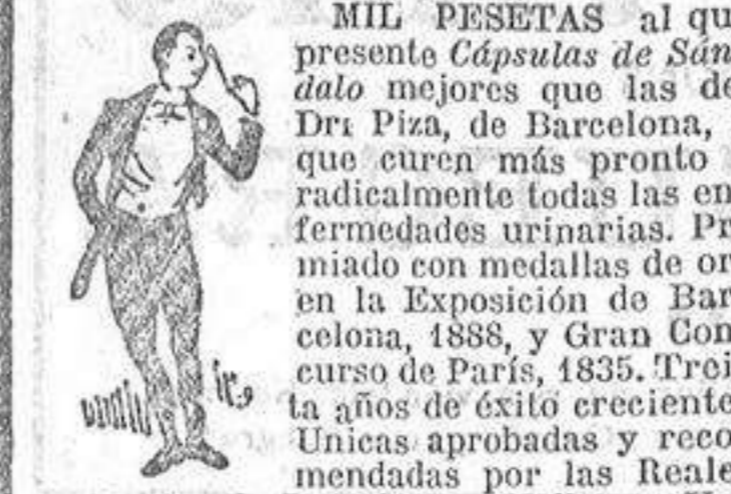 MIL PESETAS al qu
presente Cápsulas de Sán
dalo mejores que las de
Dr. Piza, de Barcelona,
que curen más pronto
radicalmente todas las en
fermedades urinarias. Pr
miado con medallas de or
en la Exposición de Bar
celona, 1888, y Gran Con
curso de París, 1835. Trei
ta años de éxito creciente
Unicas aprobadas y reco
mendadas por las Reale